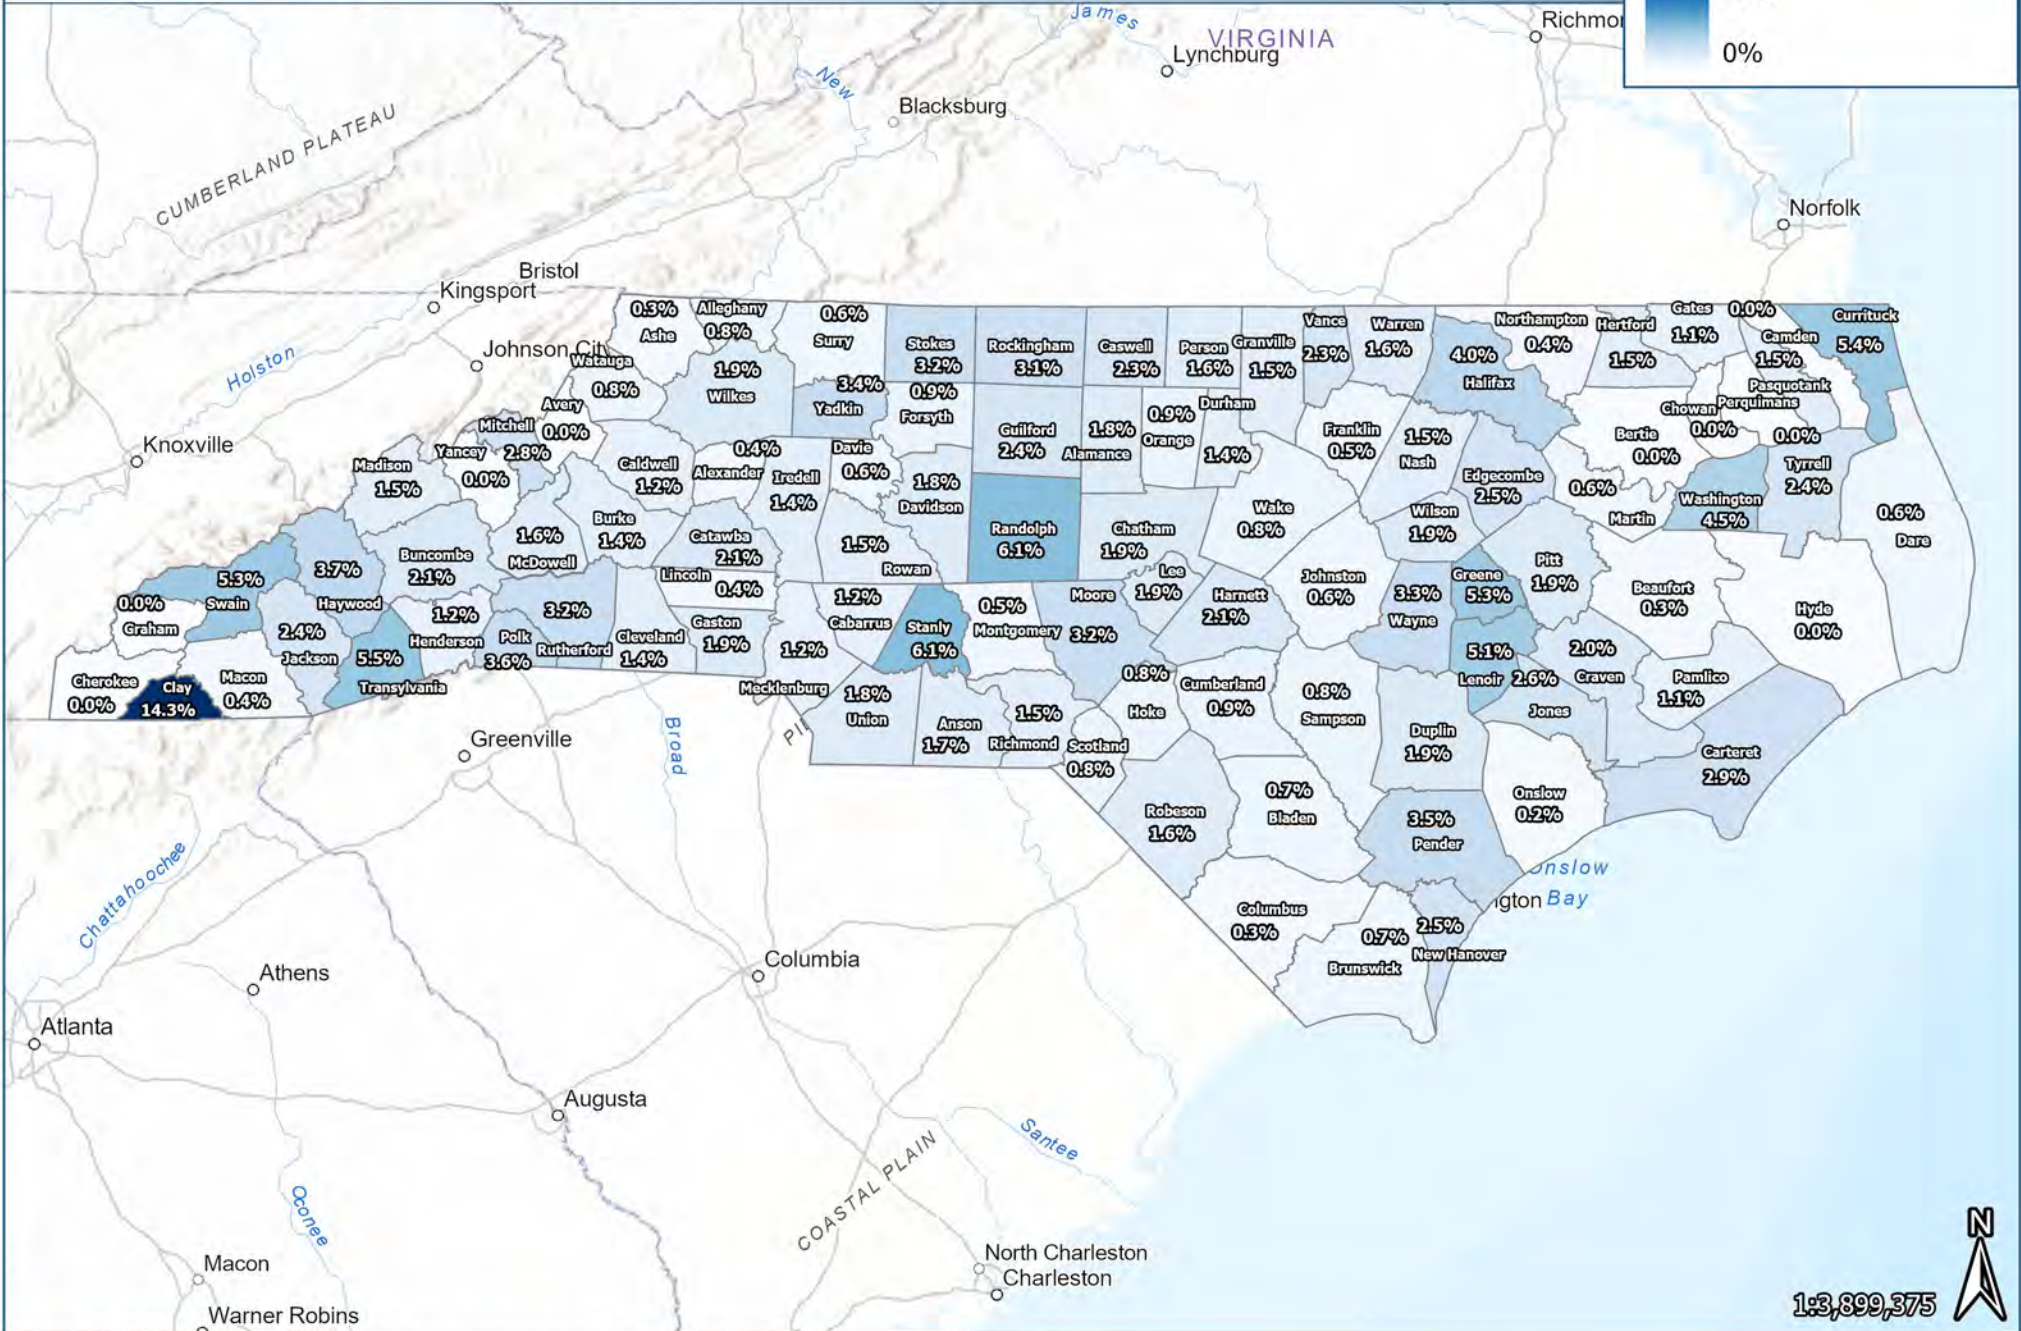 James
VIRGINIA
Lynchburg
0%
New
Blacksburg
CUMBERLAND PLATEAU
Norfolk
Bristol
Kingsport
Johnson City
Holston
Knoxville
0.3%
Ashe
Alleghany
0.8%
0.6%
Surry
Stokes
3.2%
Rockingham
3.1%
Caswell
2.3%
Person
1.6%
Granville
1.5%
Vance
2.3%
Warren
1.6%
4.0%
Halifax
Northampton
0.4%
Hertford
1.5%
Gates
1.1%
0.0%
Camden
1.5%
Currituck
5.4%
Pasquotank
Perquimans
Chowan
0.0%
0.0%
Watauga
0.8%
1.9%
Wilkes
3.4%
Yadkin
0.9%
Forsyth
Guilford
2.4%
1.8%
Alamance
0.9%
Orange
Durham
1.4%
Franklin
0.5%
1.5%
Nash
Edgecombe
2.5%
Bertie
0.0%
0.6%
Martin
Washington
4.5%
Tyrrell
2.4%
0.6%
Dare
Avery
0.0%
Mitchell
2.8%
Yancey
0.0%
Madison
1.5%
Caldwell
1.2%
0.4%
Alexander
Iredell
1.4%
Davie
0.6%
1.8%
Davidson
Randolph
6.1%
Chatham
1.9%
Wake
0.8%
Wilson
1.9%
1.6%
McDowell
Burke
1.4%
Catawba
2.1%
1.5%
Rowan
Lee
1.9%
Johnston
0.6%
Greene
5.3%
Pitt
1.9%
Beaufort
0.3%
Hyde
0.0%
5.3%
Swain
3.7%
Haywood
Buncombe
2.1%
0.0%
Graham
2.4%
Jackson
1.2%
Henderson
3.2%
Rutherford
Polk
3.6%
Cleveland
1.4%
Lincoln
0.4%
Gaston
1.9%
1.2%
Mecklenburg
1.2%
Cabarrus
Stanly
6.1%
0.5%
Montgomery
Moore
3.2%
Harnett
2.1%
3.3%
Wayne
5.1%
Lenoir
2.6%
Jones
2.0%
Craven
Pamlico
1.1%
Cherokee
0.0%
Clay
14.3%
Macon
0.4%
5.5%
Transylvania
1.8%
Union
Anson
1.7%
1.5%
Richmond
Scotland
0.8%
0.8%
Hoke
Cumberland
0.9%
0.8%
Sampson
Duplin
1.9%
Carteret
2.9%
Onslow
0.2%
Robeson
1.6%
0.7%
Bladen
3.5%
Pender
Columbus
0.3%
0.7%
Brunswick
2.5%
New Hanover
Greenville
Broad
Onslow
Bay
Chattahoochee
Athens
Atlanta
Columbia
Augusta
Santee
COASTAL PLAIN
Oconee
North Charleston
Charleston
Macon
Warner Robins
N
1:3,899,375